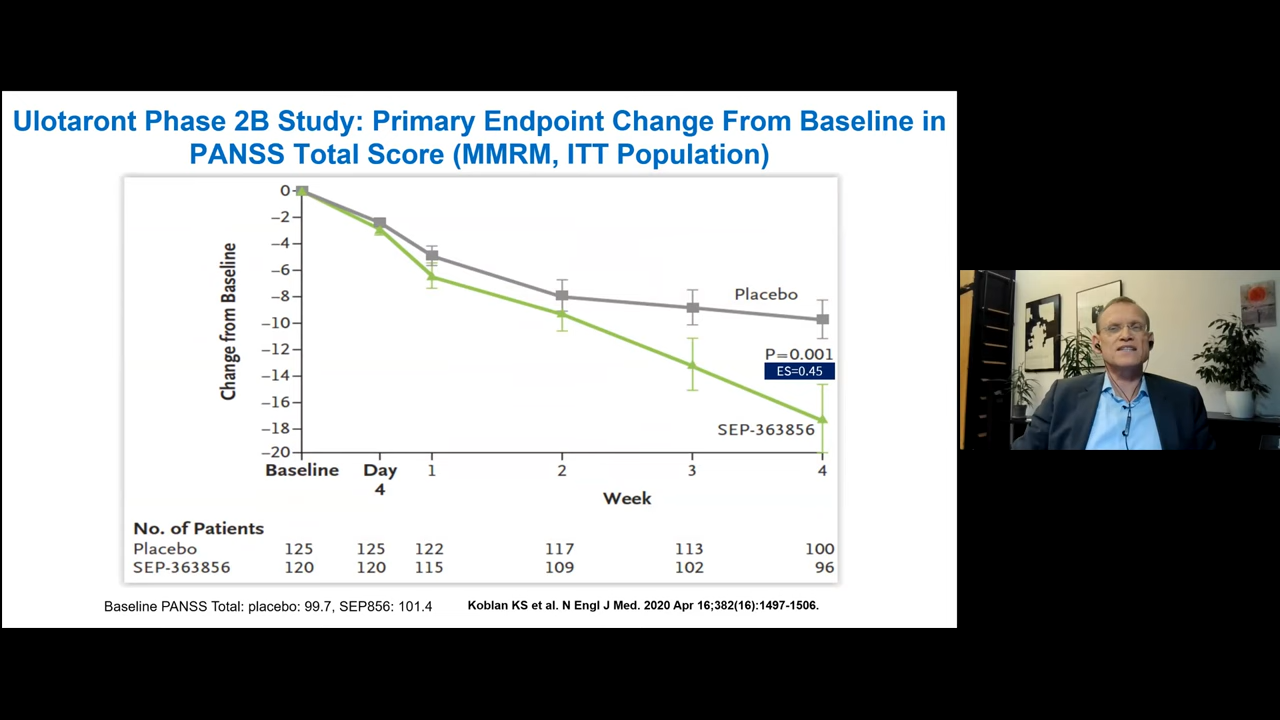 Ulotaront Phase 2B Study: Primary Endpoint Change From Baseline in
PANSS Total Score (MMRM, ITT Population)
Change from Baseline
0
–2
–4
–6
–8
–10
–12
–14
–16
–18
–20
Placebo
P=0.001
ES=0.45
SEP-363856
Baseline Day 4 1 2 3 4
Week
No. of Patients
Placebo 125 125 122 117 113 100
SEP-363856 120 120 115 109 102 96
Baseline PANSS Total: placebo: 99.7, SEP856: 101.4
Koblan KS et al. N Engl J Med. 2020 Apr 16;382(16):1497-1506.